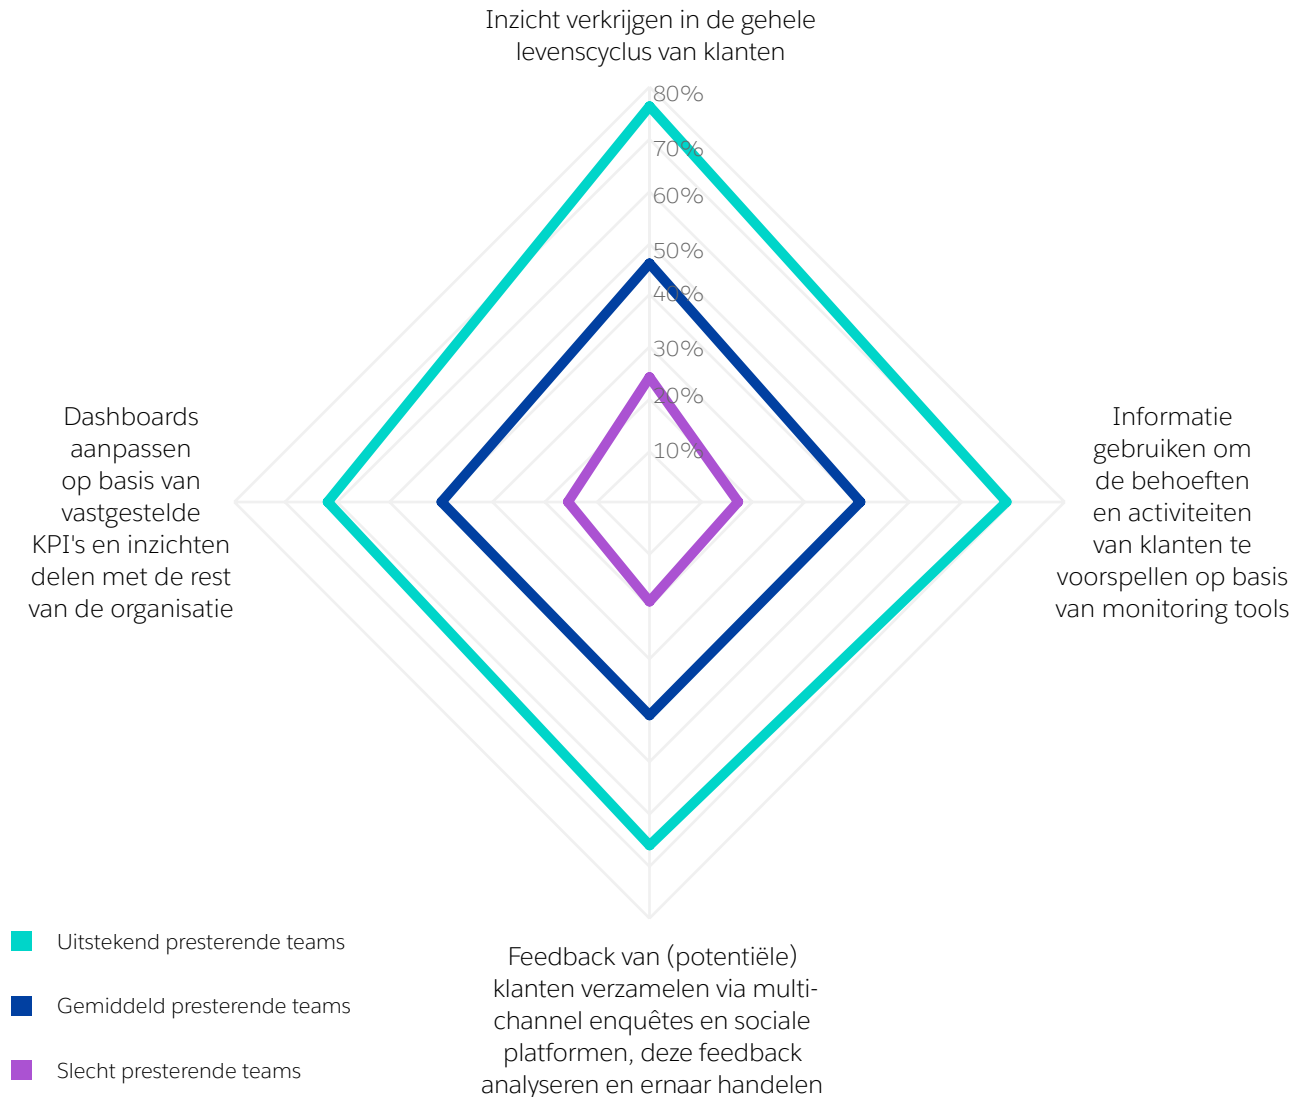 Inzicht verkrijgen in de gehele
levenscyclus van klanten
80%
70%
60%
50%
40%
30%
20%
10%
Dashboards
aanpassen
op basis van
vastgestelde
KPI's en inzichten
delen met de rest
van de organisatie
Informatie
gebruiken om
de behoeften
en activiteiten
van klanten te
voorspellen op basis
van monitoring tools
Feedback van (potentiële)
klanten verzamelen via multi-
channel enquêtes en sociale
platformen, deze feedback
analyseren en ernaar handelen
Uitstekend presterende teams
Gemiddeld presterende teams
Slecht presterende teams